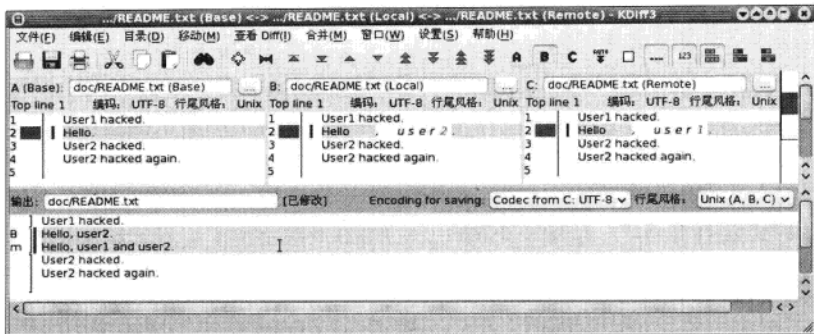 .../README.txt (Base) <-> .../README.txt (Local) <-> .../README.txt (Remote) - KDiff3
文件(F) 编辑(E) 目录(D) 移动(M) 查看 Diff(I) 合并(M) 窗口(W) 设置(S) 帮助(H)
A B C AUTO 123
A (Base): doc/README.txt (Base) ... B: doc/README.txt (Local) ... C: doc/README.txt (Remote) ...
Top line 1 编码: UTF-8 行尾风格: Unix Top line 1 编码: UTF-8 行尾风格: Unix Top line 1 编码: UTF-8 行尾风格: Unix
1 User1 hacked. 1 User1 hacked. 1 User1 hacked.
2 Hello. 2 Hello, user2. 2 Hello, user1.
3 User2 hacked. 3 User2 hacked. 3 User2 hacked.
4 User2 hacked again. 4 User2 hacked again. 4 User2 hacked again.
5 5 5
输出: doc/README.txt [已修改] Encoding for saving: Codec from C: UTF-8 行尾风格: Unix (A, B, C)
User1 hacked.
B Hello, user2.
m Hello, user1 and user2.
User2 hacked.
User2 hacked again.